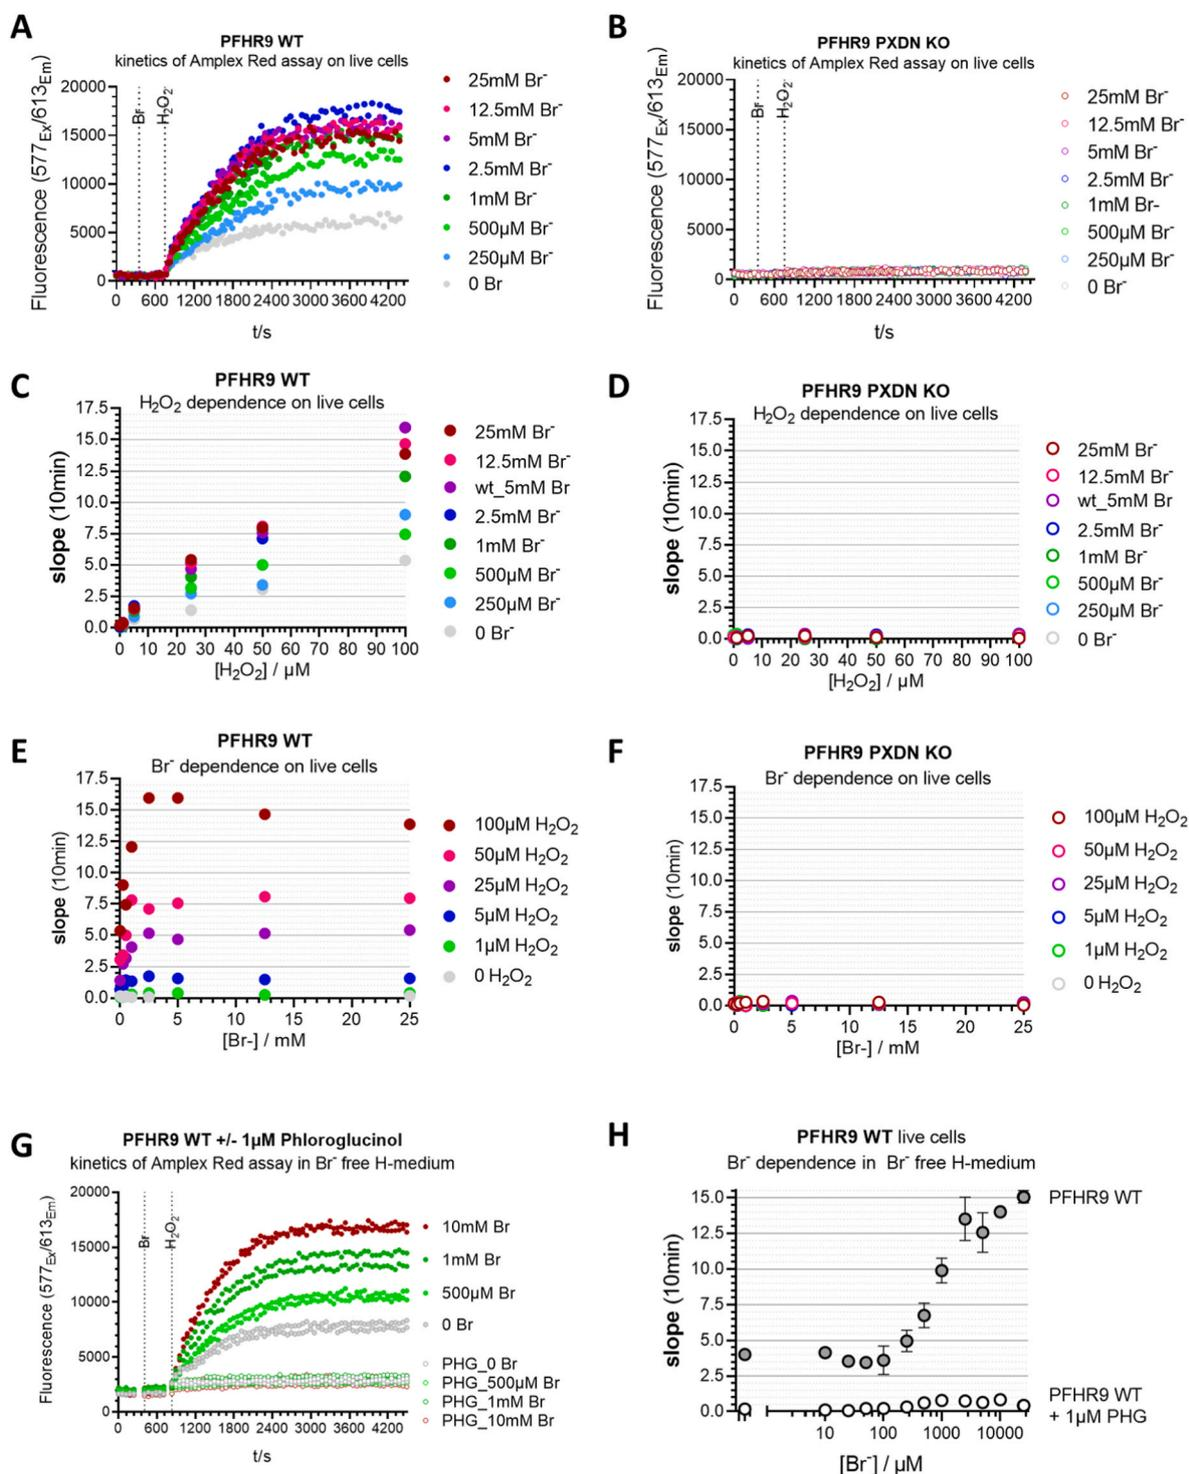 A
PFHR9 WT
kinetics of Amplex Red assay on live cells
Fluorescence (577Ex/613Em)
20000
15000
10000
5000
0
Br-
H2O2
0 600 1200 1800 2400 3000 3600 4200
t/s
25mM Br-
12.5mM Br-
5mM Br-
2.5mM Br-
1mM Br-
500µM Br-
250µM Br-
0 Br
B
PFHR9 PXDN KO
kinetics of Amplex Red assay on live cells
Fluorescence (577Ex/613Em)
20000
15000
10000
5000
0
Br-
H2O2
0 600 1200 1800 2400 3000 3600 4200
t/s
25mM Br-
12.5mM Br-
5mM Br-
2.5mM Br-
1mM Br-
500µM Br-
250µM Br-
0 Br-
C
PFHR9 WT
H2O2 dependence on live cells
slope (10min)
17.5
15.0
12.5
10.0
7.5
5.0
2.5
0.0
0 10 20 30 40 50 60 70 80 90 100
[H2O2] / µM
25mM Br-
12.5mM Br-
wt_5mM Br
2.5mM Br-
1mM Br-
500µM Br-
250µM Br-
0 Br-
D
PFHR9 PXDN KO
H2O2 dependence on live cells
slope (10min)
17.5
15.0
12.5
10.0
7.5
5.0
2.5
0.0
0 10 20 30 40 50 60 70 80 90 100
[H2O2] / µM
25mM Br-
12.5mM Br-
wt_5mM Br
2.5mM Br-
1mM Br-
500µM Br-
250µM Br-
0 Br-
E
PFHR9 WT
Br- dependence on live cells
slope (10min)
17.5
15.0
12.5
10.0
7.5
5.0
2.5
0.0
0 5 10 15 20 25
[Br-] / mM
100µM H2O2
50µM H2O2
25µM H2O2
5µM H2O2
1µM H2O2
0 H2O2
F
PFHR9 PXDN KO
Br- dependence on live cells
slope (10min)
17.5
15.0
12.5
10.0
7.5
5.0
2.5
0.0
0 5 10 15 20 25
[Br-] / mM
100µM H2O2
50µM H2O2
25µM H2O2
5µM H2O2
1µM H2O2
0 H2O2
G
PFHR9 WT +/- 1µM Phloroglucinol
kinetics of Amplex Red assay in Br- free H-medium
Fluorescence (577Ex/613Em)
20000
15000
10000
5000
0
Br-
H2O2
0 600 1200 1800 2400 3000 3600 4200
t/s
10mM Br
1mM Br
500µM Br
0 Br
PHG_0 Br
PHG_500µM Br
PHG_1mM Br
PHG_10mM Br
H
PFHR9 WT live cells
Br- dependence in Br- free H-medium
slope (10min)
15.0
12.5
10.0
7.5
5.0
2.5
0.0
10 100 1000 10000
[Br-] / µM
PFHR9 WT
PFHR9 WT
+ 1µM PHG